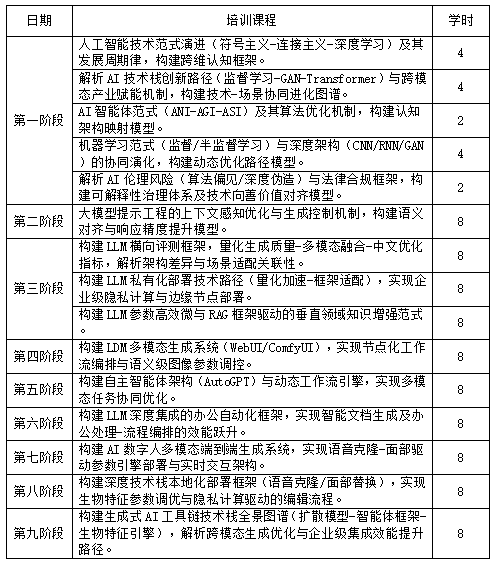 日期 培训课程 学时
第一阶段
人工智能技术范式演进（符号主义-连接主义-深度学习）及其
发展周期律，构建跨维认知框架。
4
解析AI技术栈创新路径（监督学习-GAN-Transformer）与跨模
态产业赋能机制，构建技术-场景协同进化图谱。
4
AI智能体范式（ANI-AGI-ASI）及其算法优化机制，构建认知
架构映射模型。
2
机器学习范式（监督/半监督学习）与深度架构（CNN/RNN/GAN
）的协同演化，构建动态优化路径模型。
4
解析AI伦理风险（算法偏见/深度伪造）与法律合规框架，构
建可解释性治理体系及技术向善价值对齐模型。
2
第二阶段
大模型提示工程的上下文感知优化与生成控制机制，构建语义
对齐与响应精度提升模型。
8
第三阶段
构建LLM横向评测框架，量化生成质量-多模态融合-中文优化
指标，解析架构差异与场景适配关联性。
8
构建LLM私有化部署技术路径（量化加速-框架适配），实现企
业级隐私计算与边缘节点部署。
8
构建LLM参数高效微与RAG框架驱动的垂直领域知识增强范式
。
8
第四阶段
构建LDM多模态生成系统（WebUI/ComfyUI），实现节点化工作
流编排与语义级图像参数调控。
8
第五阶段
构建自主智能体架构（AutoGPT）与动态工作流引擎，实现多模
态任务协同优化。
8
第六阶段
构建LLM深度集成的办公自动化框架，实现智能文档生成及办
公处理-流程编排的效能跃升。
8
第七阶段
构建AI数字人多模态端到端生成系统，实现语音克隆-面部驱
动参数引擎部署与实时交互架构。
8
第八阶段
构建深度技术栈本地化部署框架（语音克隆/面部替换），实现
生物特征参数调优与隐私计算驱动的编辑流程。
8
第九阶段
构建生成式AI工具链技术栈全景图谱（扩散模型-智能体框架-
生物特征引擎），解析跨模态生成优化与企业级集成效能提升
路径。
8